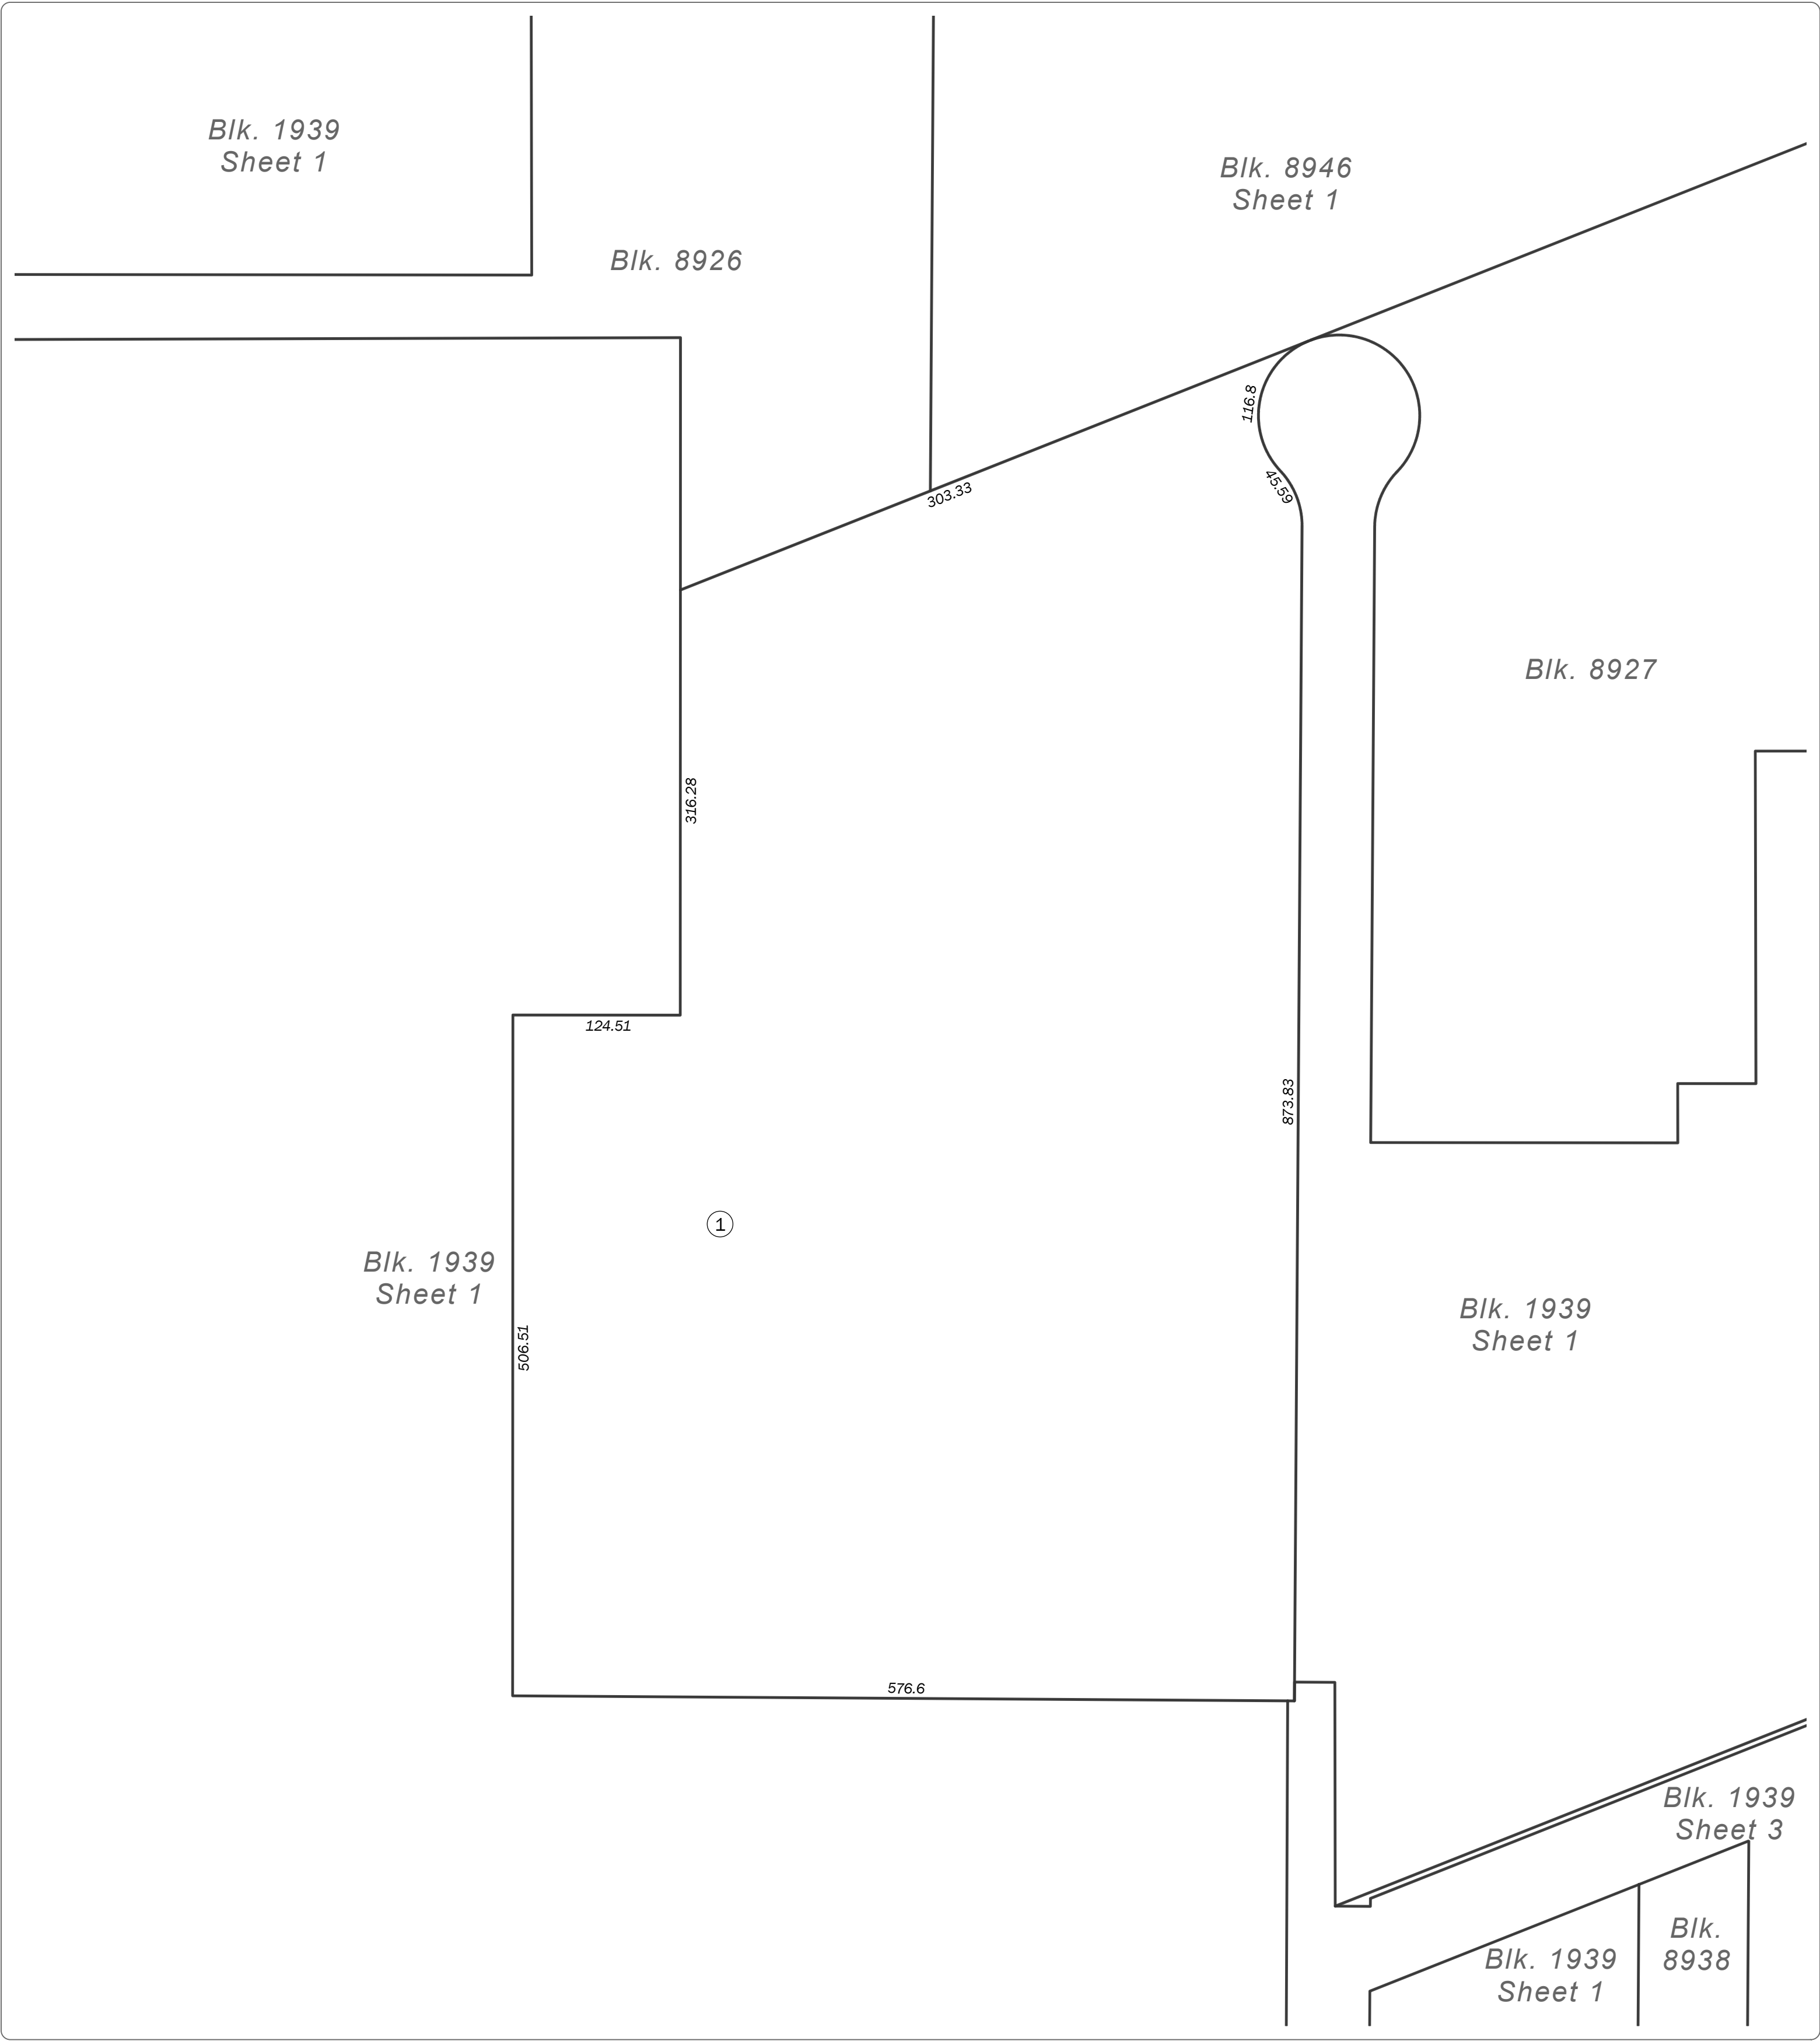 Blk. 1939
Sheet 1
Blk. 8946
Sheet 1
Blk. 8926
116.8
45.59
303.33
Blk. 8927
316.28
124.51
873.83
1
Blk. 1939
Sheet 1
506.51
Blk. 1939
Sheet 1
576.6
Blk. 1939
Sheet 3
Blk.
8938
Blk. 1939
Sheet 1